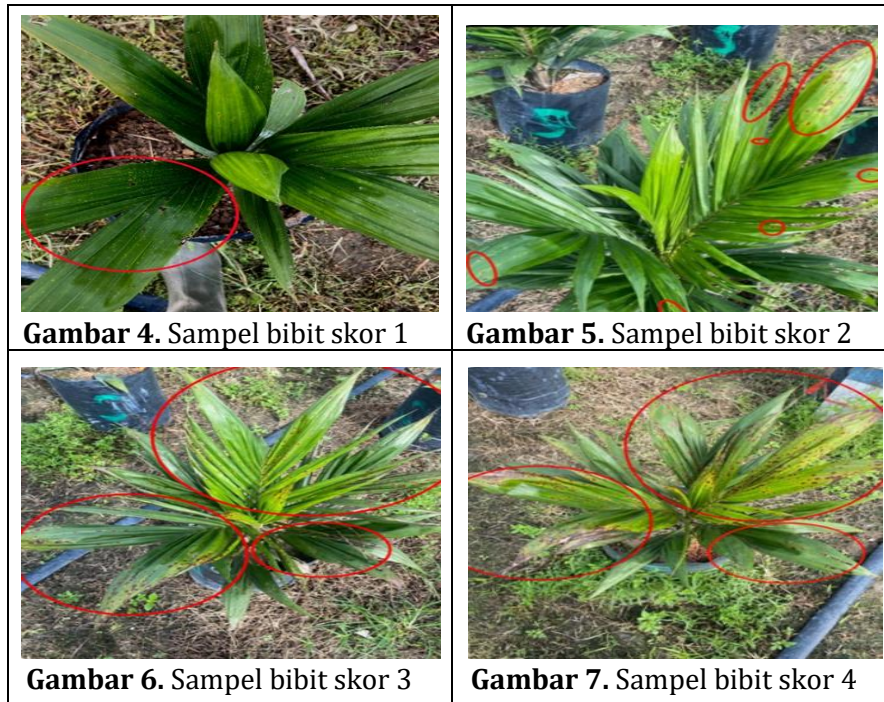 Gambar 4. Sampel bibit skor 1
Gambar 5. Sampel bibit skor 2
Gambar 6. Sampel bibit skor 3
Gambar 7. Sampel bibit skor 4